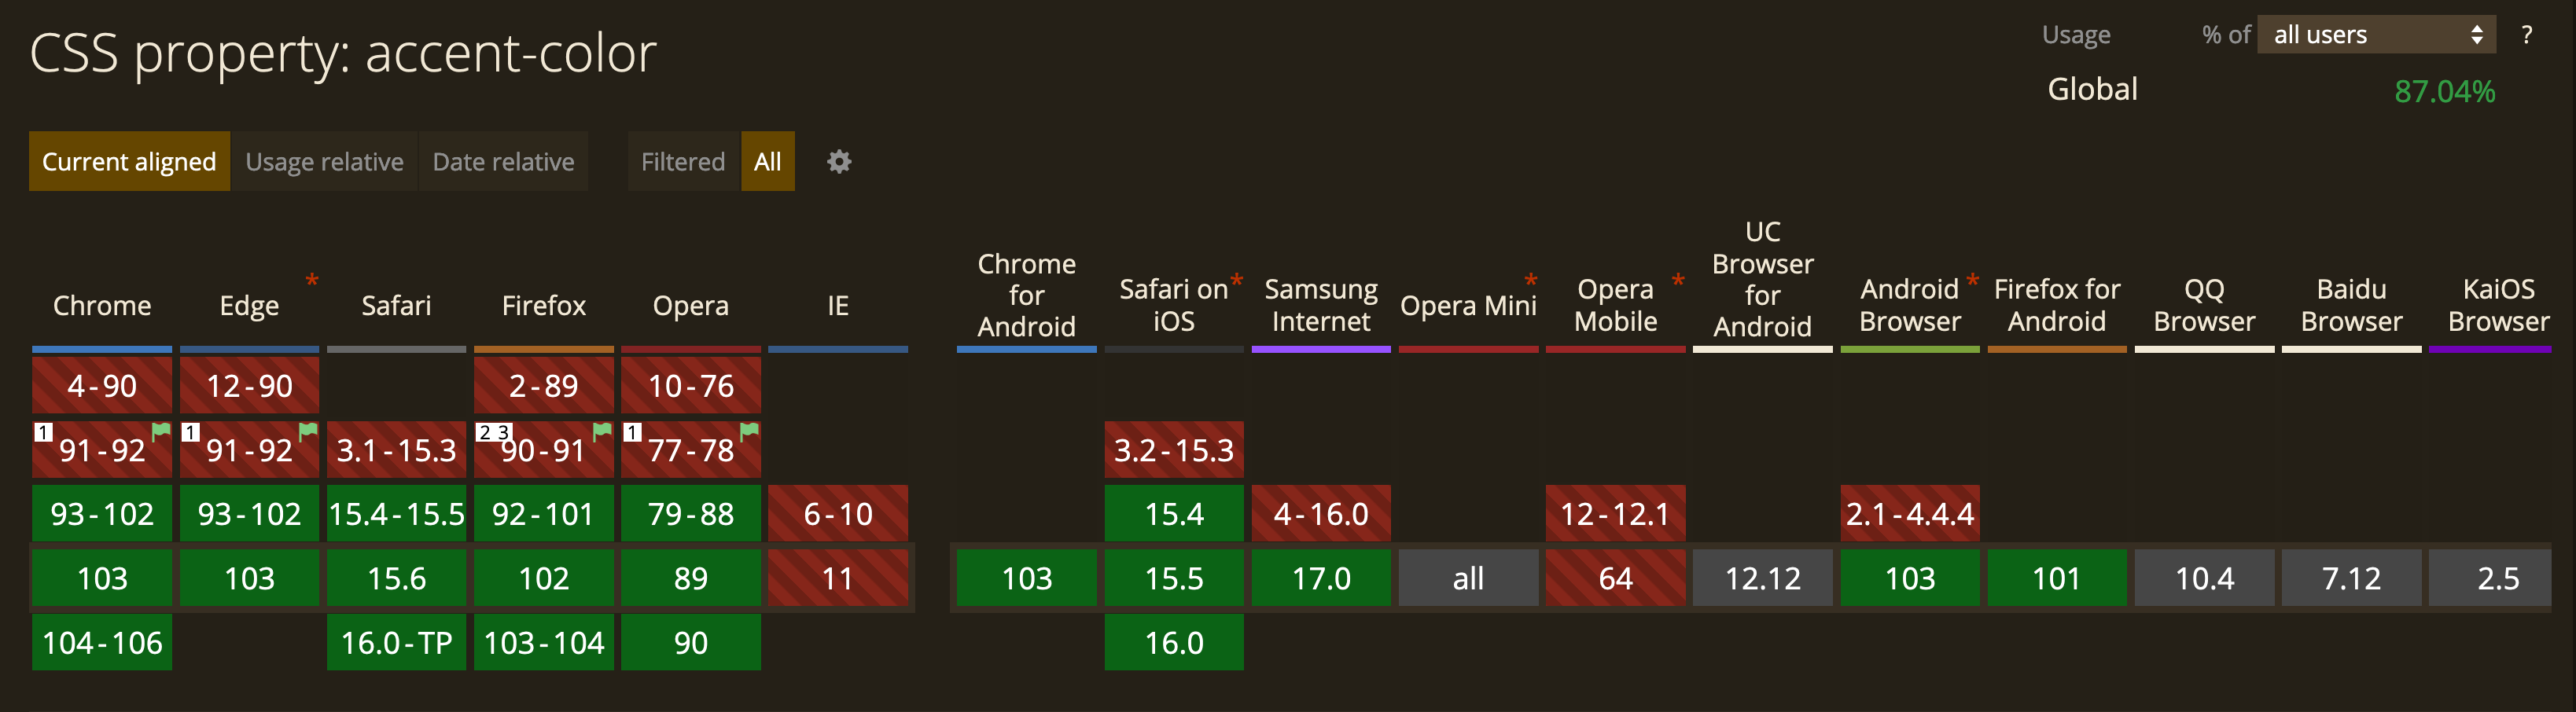 CSS property: accent-color
Usage % of all users ?
Global 87.04%
Current aligned Usage relative Date relative Filtered All
Chrome Edge * Safari Firefox Opera IE Chrome for Android Safari on iOS * Samsung Internet Opera Mini * Opera Mobile * UC Browser for Android Android Browser * Firefox for Android QQ Browser Baidu Browser KaiOS Browser
4-90 12-90 2-89 10-76
1 91-92 1 91-92 3.1-15.3 2 3 90-91 1 77-78 3.2-15.3
93-102 93-102 15.4-15.5 92-101 79-88 6-10 15.4 4-16.0 12-12.1 2.1-4.4.4
103 103 15.6 102 89 11 103 15.5 17.0 all 64 12.12 103 101 10.4 7.12 2.5
104-106 16.0-TP 103-104 90 16.0